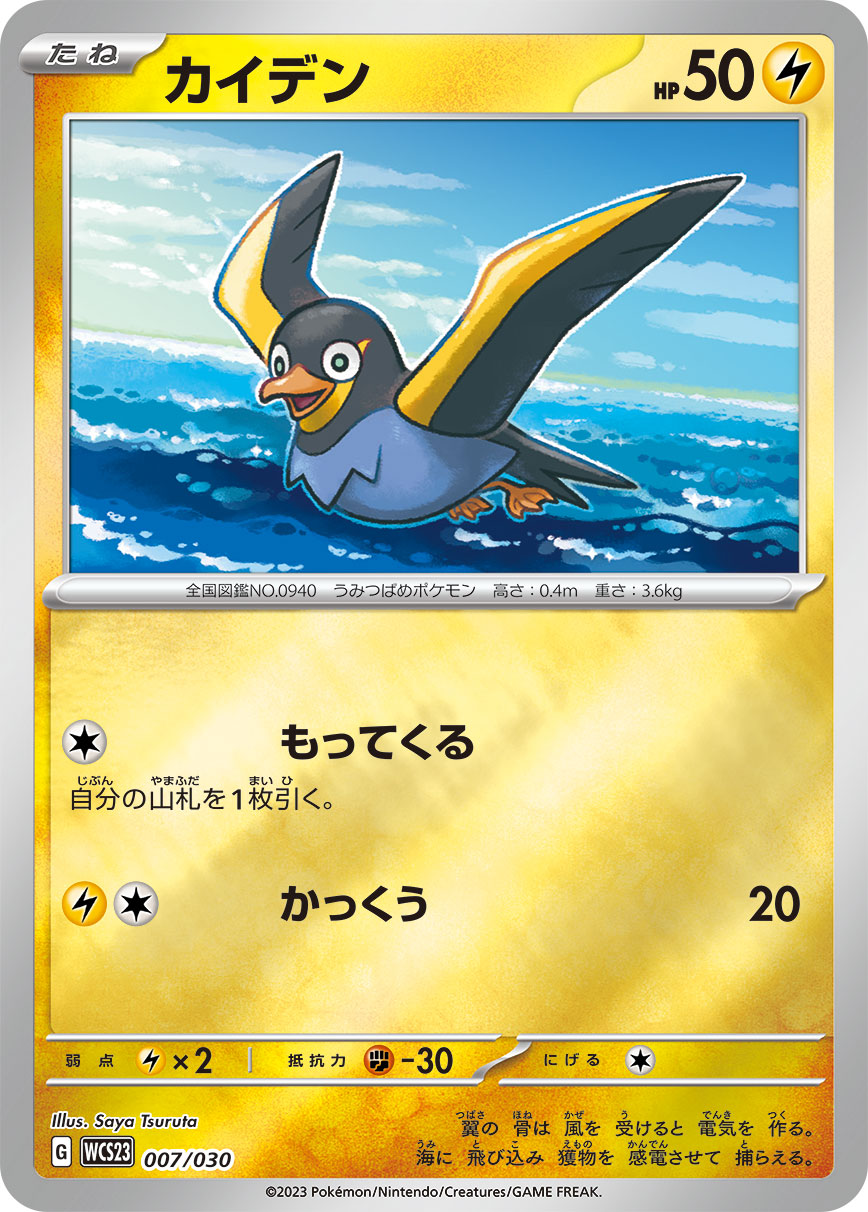 たね
カイデン
HP 50
全国図鑑NO.0940 うみつばめポケモン 高さ:0.4m 重さ:3.6kg
もってくる
自分の山札を1枚引く。
かっくう 20
弱点 ×2 抵抗力 -30 にげる
Illus. Saya Tsuruta
G WCS23 007/030
翼の 骨は 風を 受けると 電気を 作る。
海に 飛び込み 獲物を 感電させて 捕らえる。
©2023 Pokémon/Nintendo/Creatures/GAME FREAK.